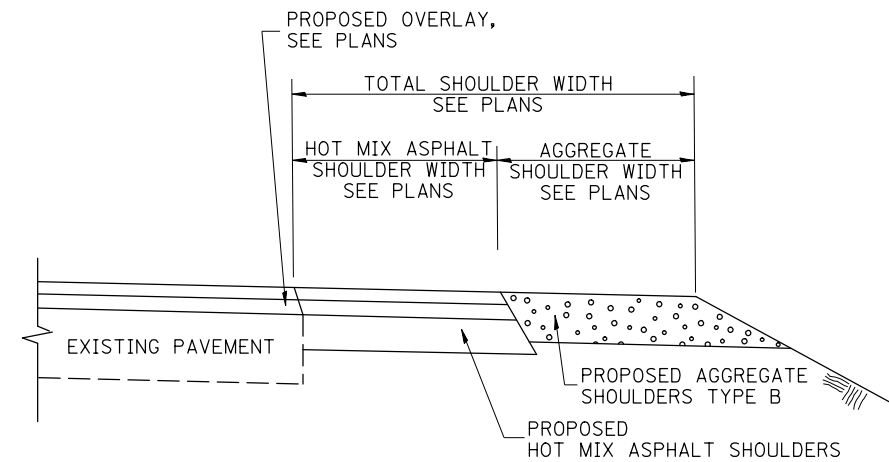 PROPOSED OVERLAY,
SEE PLANS
TOTAL SHOULDER WIDTH
SEE PLANS
HOT MIX ASPHALT
SHOULDER WIDTH
SEE PLANS
AGGREGATE
SHOULDER WIDTH
SEE PLANS
EXISTING PAVEMENT
PROPOSED AGGREGATE
SHOULDERS TYPE B
PROPOSED
HOT MIX ASPHALT SHOULDERS